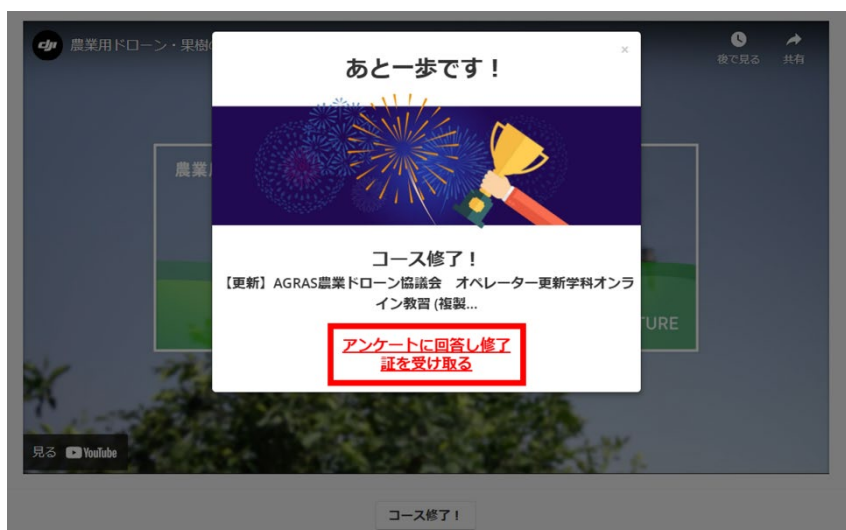 dji
農業用ドローン・果樹
後で見る
共有
×
あと一歩です！
農業
コース修了！
【更新】AGRAS農業ドローン協議会　オペレーター更新学科オンラ
イン教習 (複製...
TURE
アンケートに回答し修了
証を受け取る
見る YouTube
コース修了！